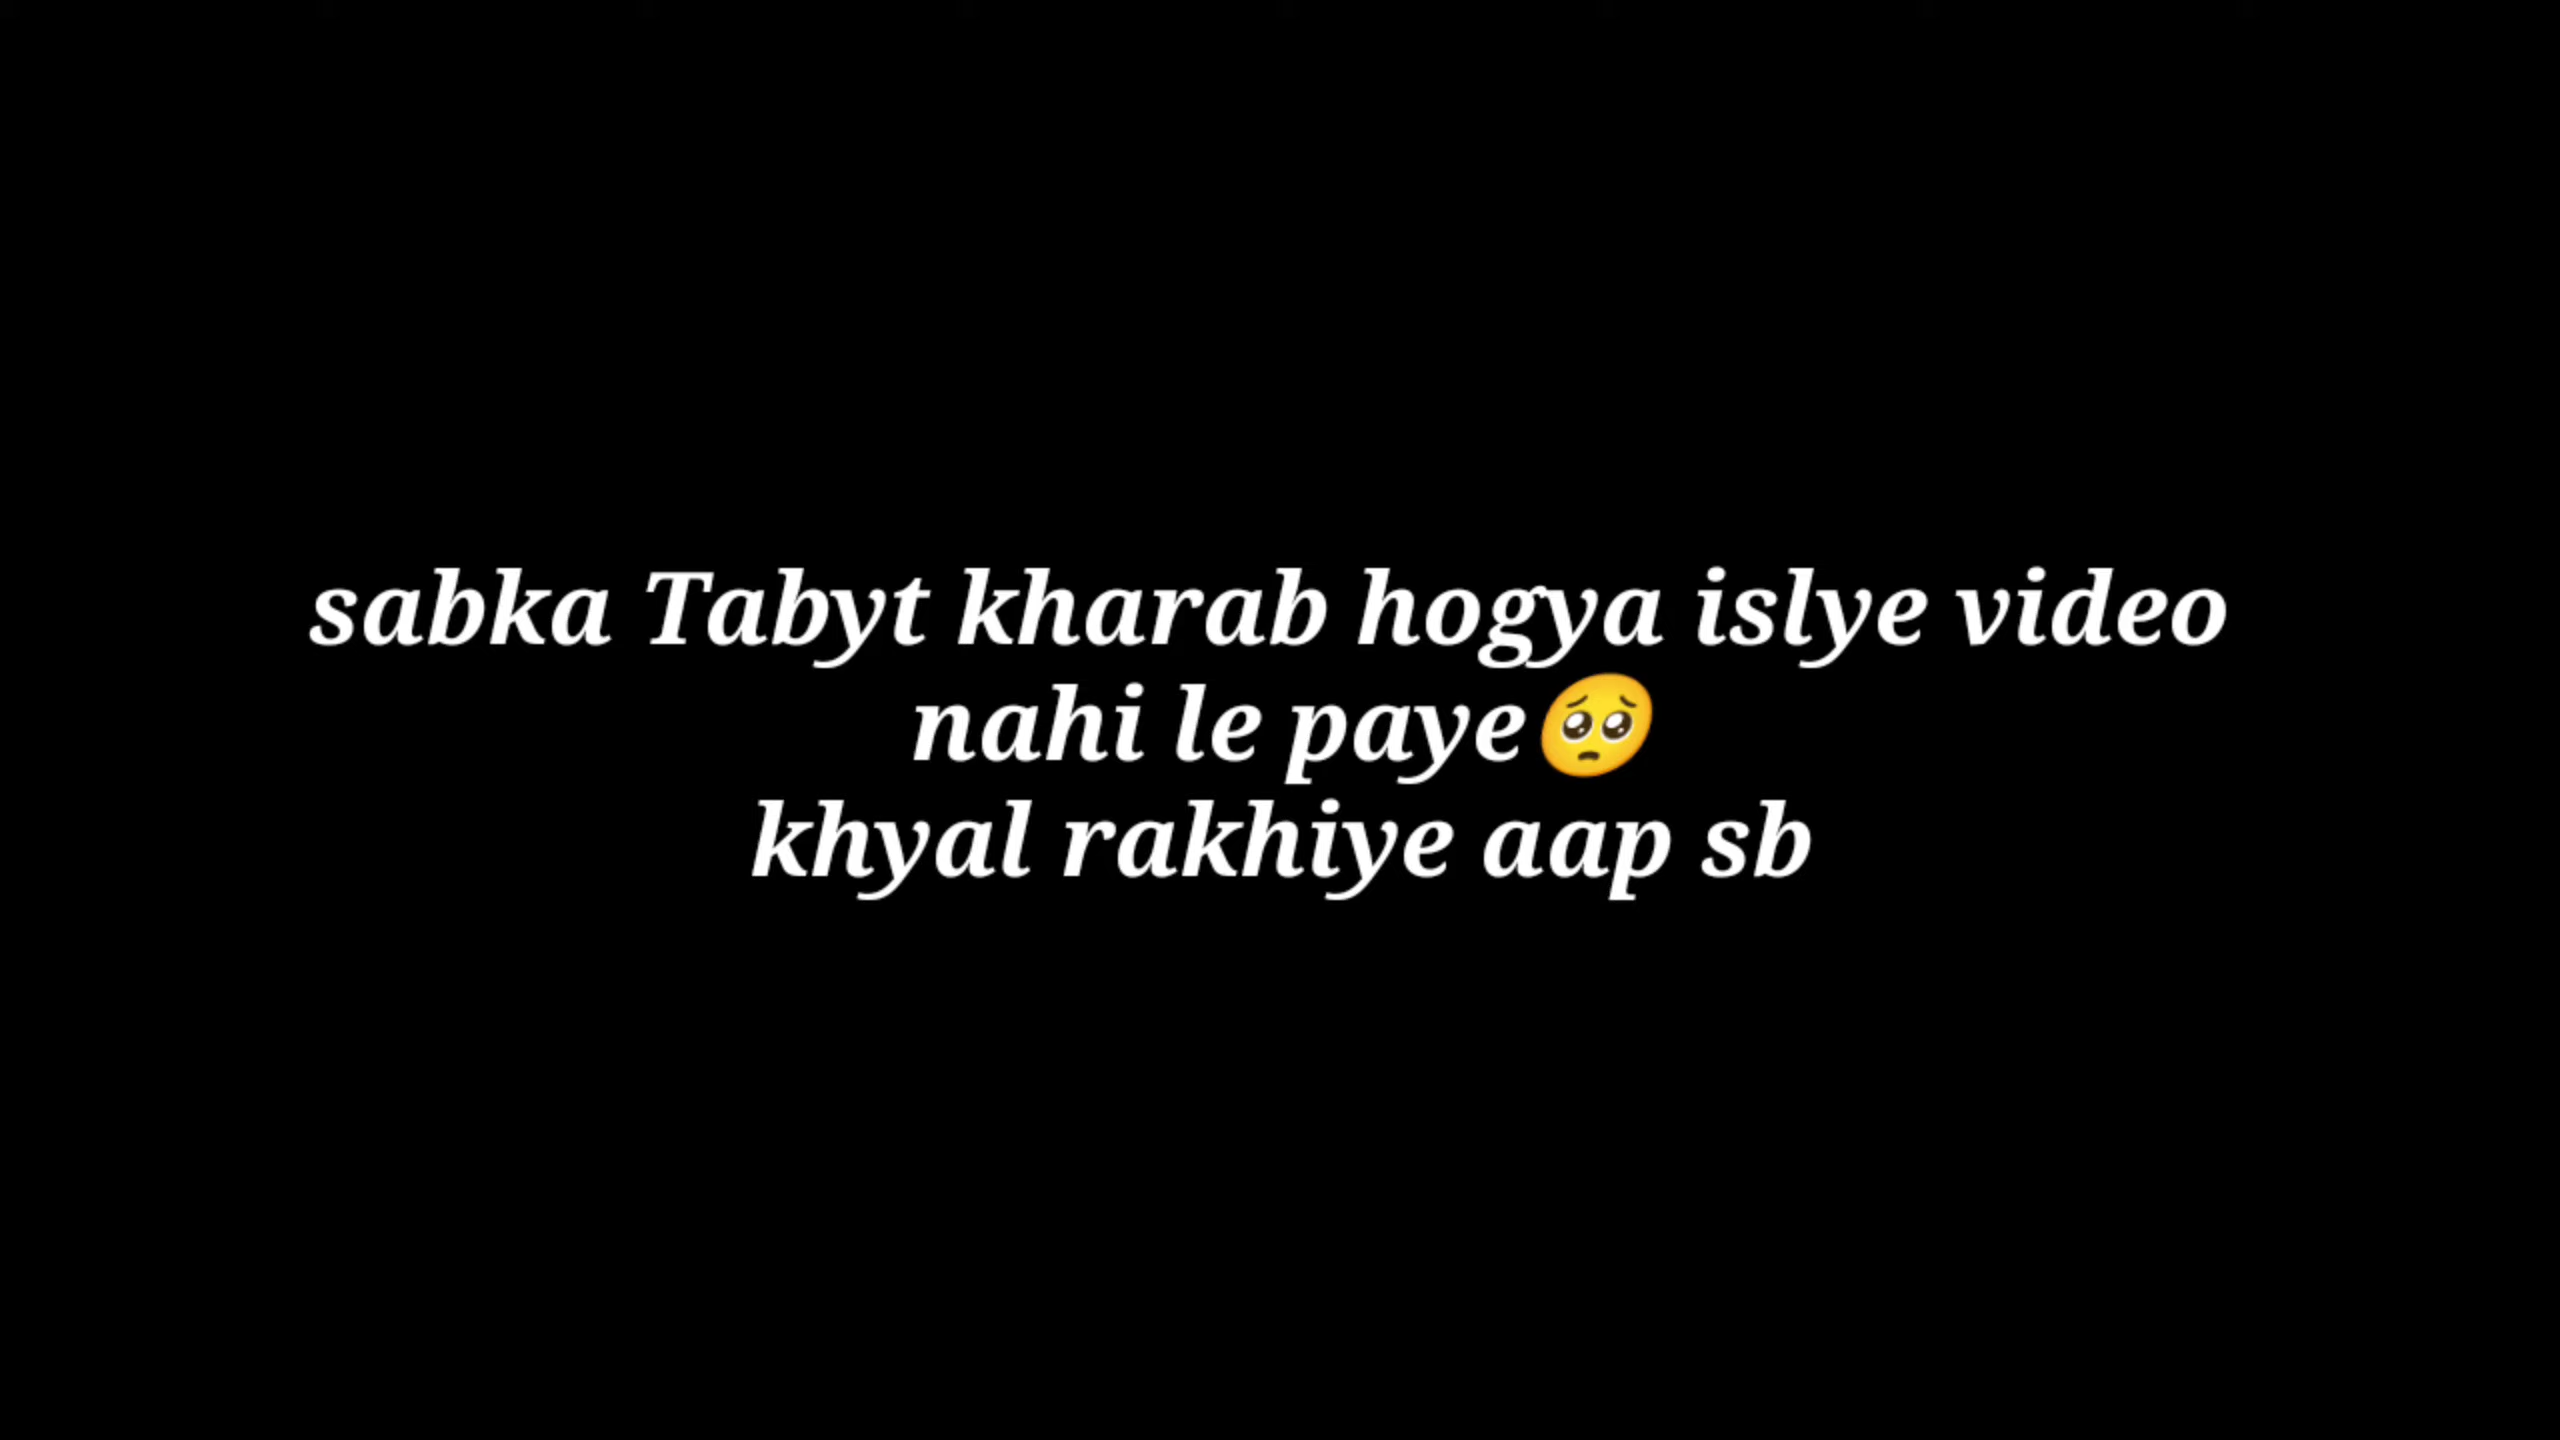 sabka Tabyt kharab hogya islye video
nahi le paye🥺
khyal rakhiye aap sb